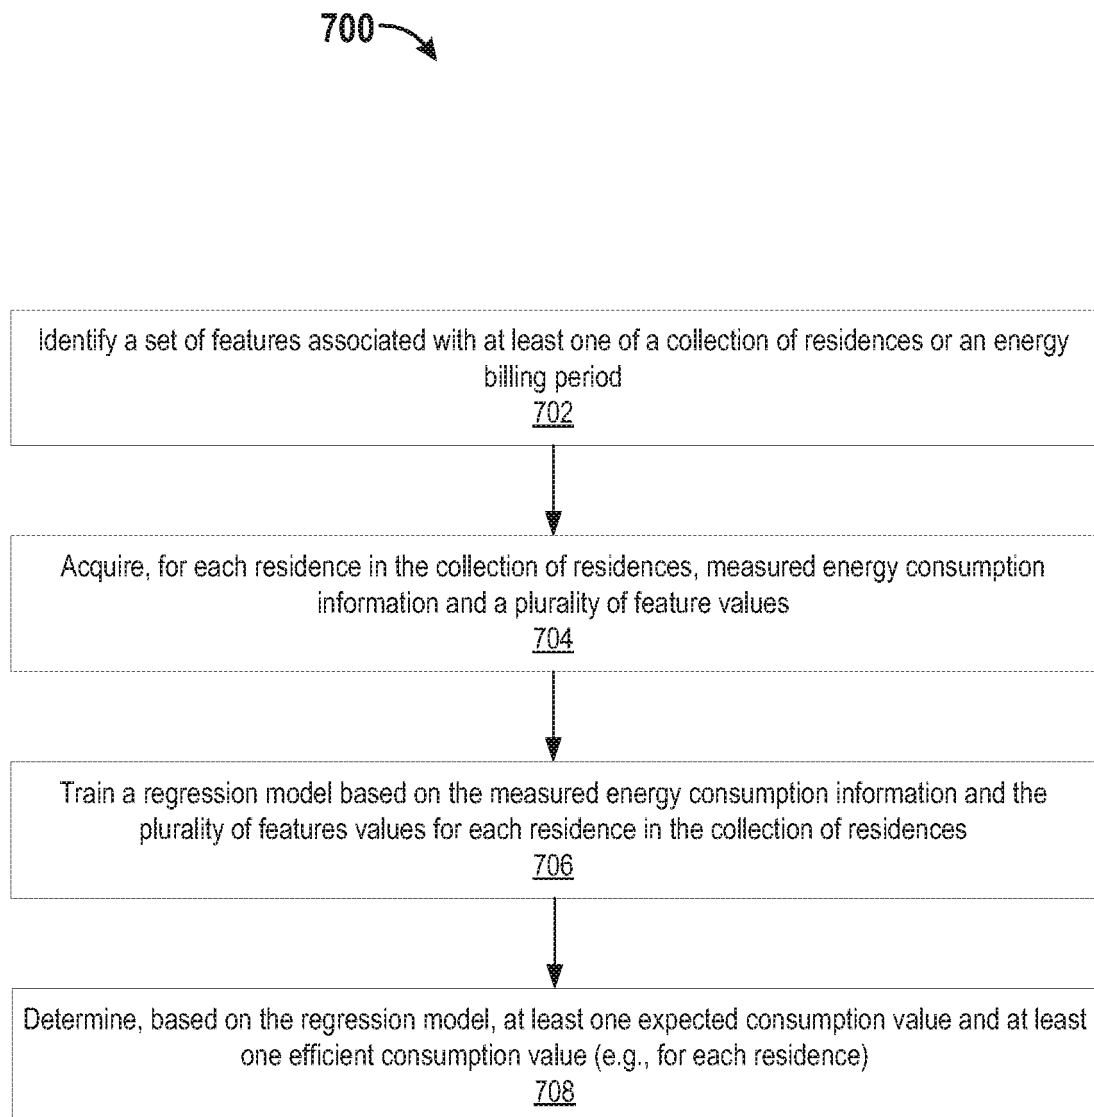 700
Identify a set of features associated with at least one of a collection of residences or an energy
billing period
702
Acquire, for each residence in the collection of residences, measured energy consumption
information and a plurality of feature values
704
Train a regression model based on the measured energy consumption information and the
plurality of features values for each residence in the collection of residences
706
Determine, based on the regression model, at least one expected consumption value and at least
one efficient consumption value (e.g., for each residence)
708